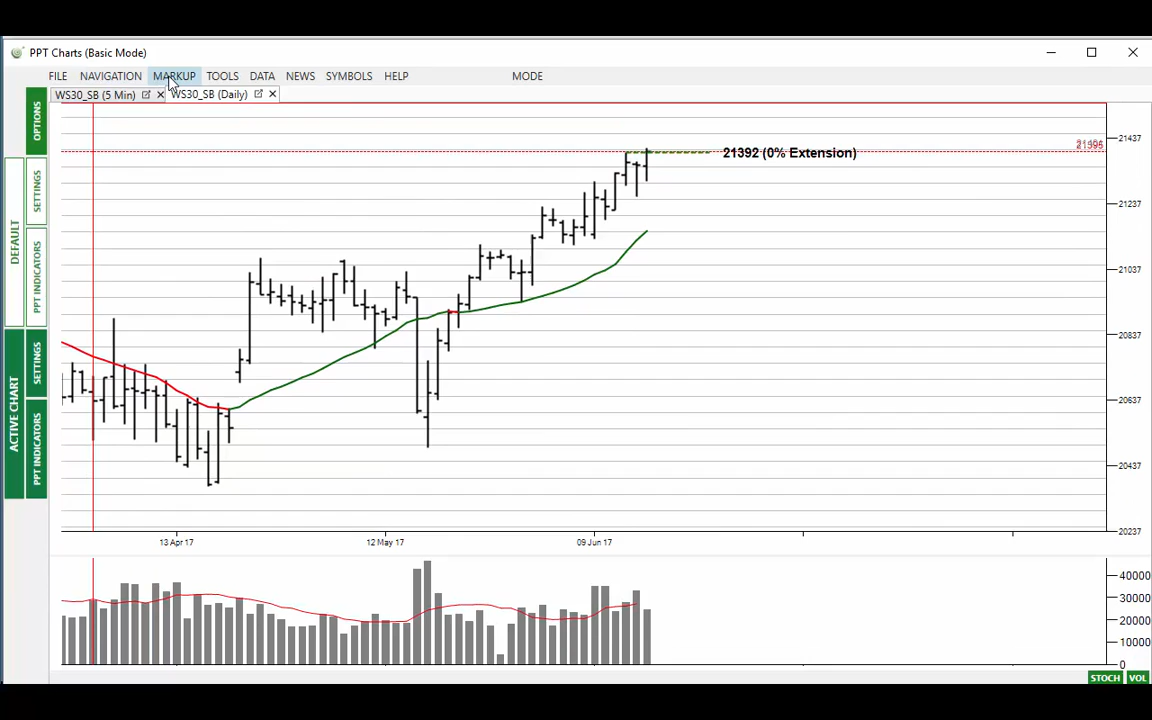 PPT Charts (Basic Mode)
FILE NAVIGATION MARKUP TOOLS DATA NEWS SYMBOLS HELP MODE
WS30_SB (5 Min) WS30_SB (Daily)
OPTIONS
DEFAULT
SETTINGS
PPT INDICATORS
ACTIVE CHART
SETTINGS
PPT INDICATORS
21392 (0% Extension)
21437
21395
21237
21037
20837
20637
20437
20237
13 Apr 17 12 May 17 09 Jun 17
40000
30000
20000
10000
0
STOCH VOL